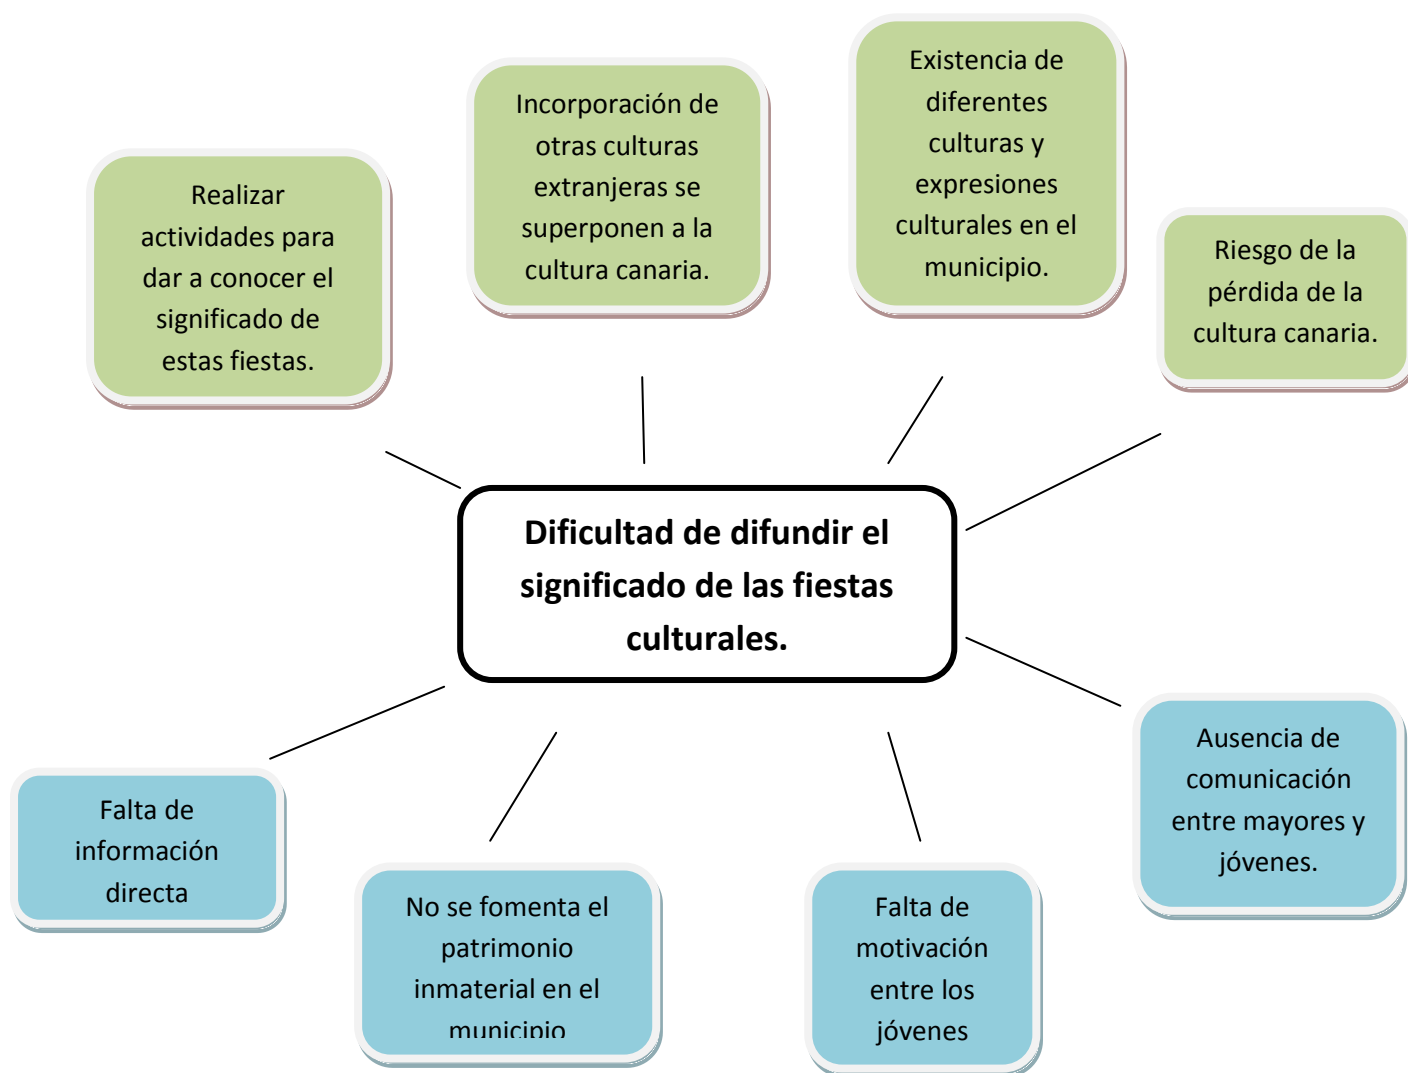 Realizar
actividades para
dar a conocer el
significado de
estas fiestas.
Incorporación de
otras culturas
extranjeras se
superponen a la
cultura canaria.
Existencia de
diferentes
culturas y
expresiones
culturales en el
municipio.
Riesgo de la
pérdida de la
cultura canaria.
Dificultad de difundir el
significado de las fiestas
culturales.
Falta de
información
directa
No se fomenta el
patrimonio
inmaterial en el
municipio
Falta de
motivación
entre los
jóvenes
Ausencia de
comunicación
entre mayores y
jóvenes.